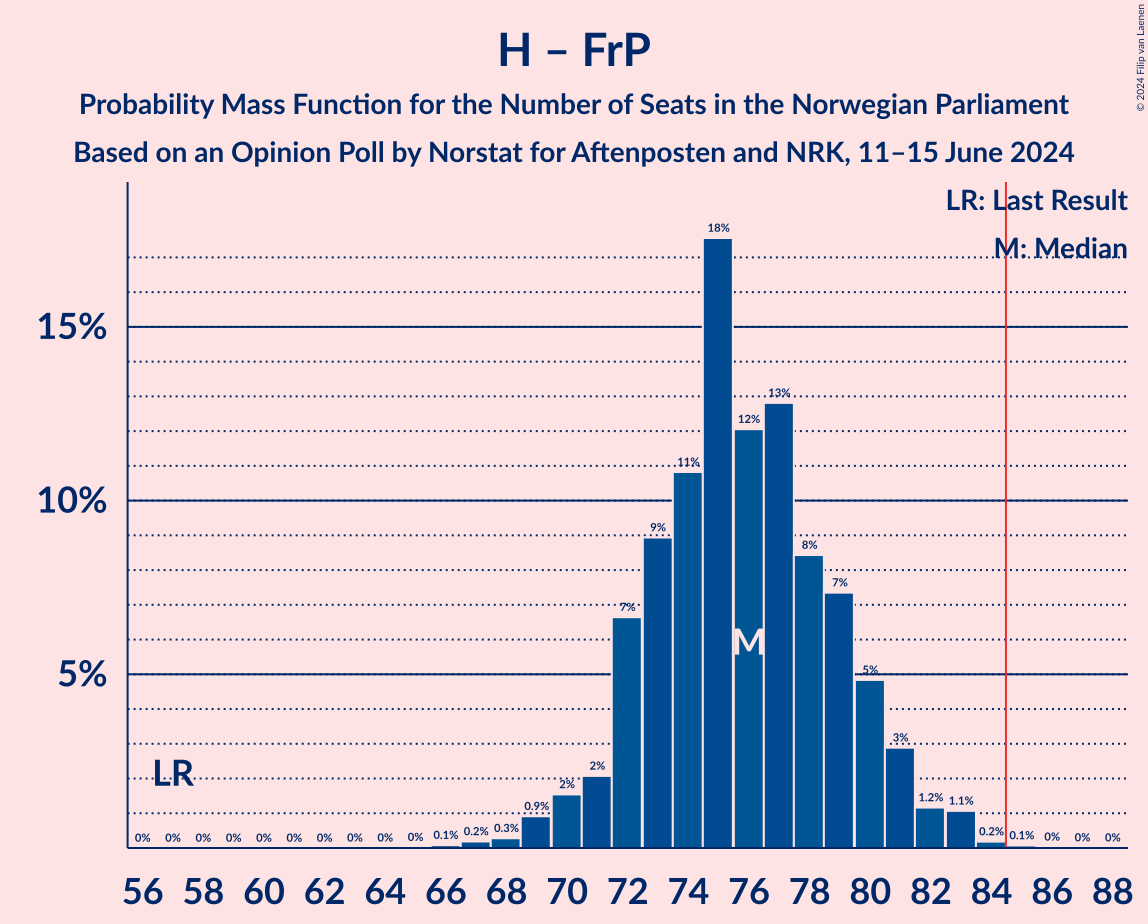 H – FrP
Probability Mass Function for the Number of Seats in the Norwegian Parliament
Based on an Opinion Poll by Norstat for Aftenposten and NRK, 11–15 June 2024
© 2024 Filip van Laenen
LR: Last Result
M: Median
15%
10%
5%
LR
M
0% 0% 0% 0% 0% 0% 0% 0% 0% 0% 0.1% 0.2% 0.3% 0.9% 2% 2% 7% 9% 11% 18% 12% 13% 8% 7% 5% 3% 1.2% 1.1% 0.2% 0.1% 0% 0% 0%
56 58 60 62 64 66 68 70 72 74 76 78 80 82 84 86 88